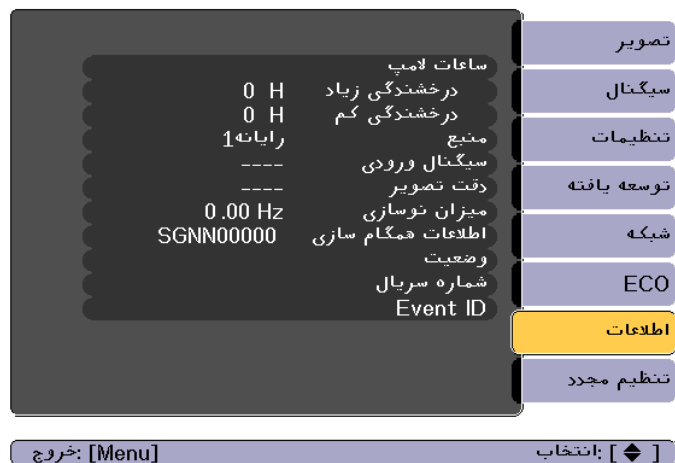 تصویر
سیگنال
تنظیمات
توسعه یافته
شبکه
ECO
اطلاعات
تنظیم مجدد
ساعات لامپ
درخشندگی زیاد 0 H
درخشندگی کم 0 H
منبع رایانه1
سیگنال ورودی ----
دقت تصویر ----
میزان نوسازی 0.00 Hz
اطلاعات همگام سازی SGNN00000
وضعیت
شماره سریال
Event ID
[ ] :انتخاب
[Menu] :خروج